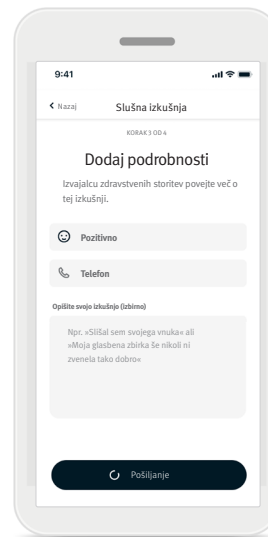 9:41
Nazaj
Slušna izkušnja
KORAK 3 OD 4
Dodaj podrobnosti
Izvajalcu zdravstvenih storitev povejte več o
tej izkušnji.
Pozitivno
Telefon
Opišite svojo izkušnjo (izbirno)
Npr. »Slišal sem svojega vnuka« ali
»Moja glasbena zbirka še nikoli ni
zvenela tako dobro«
Pošiljanje